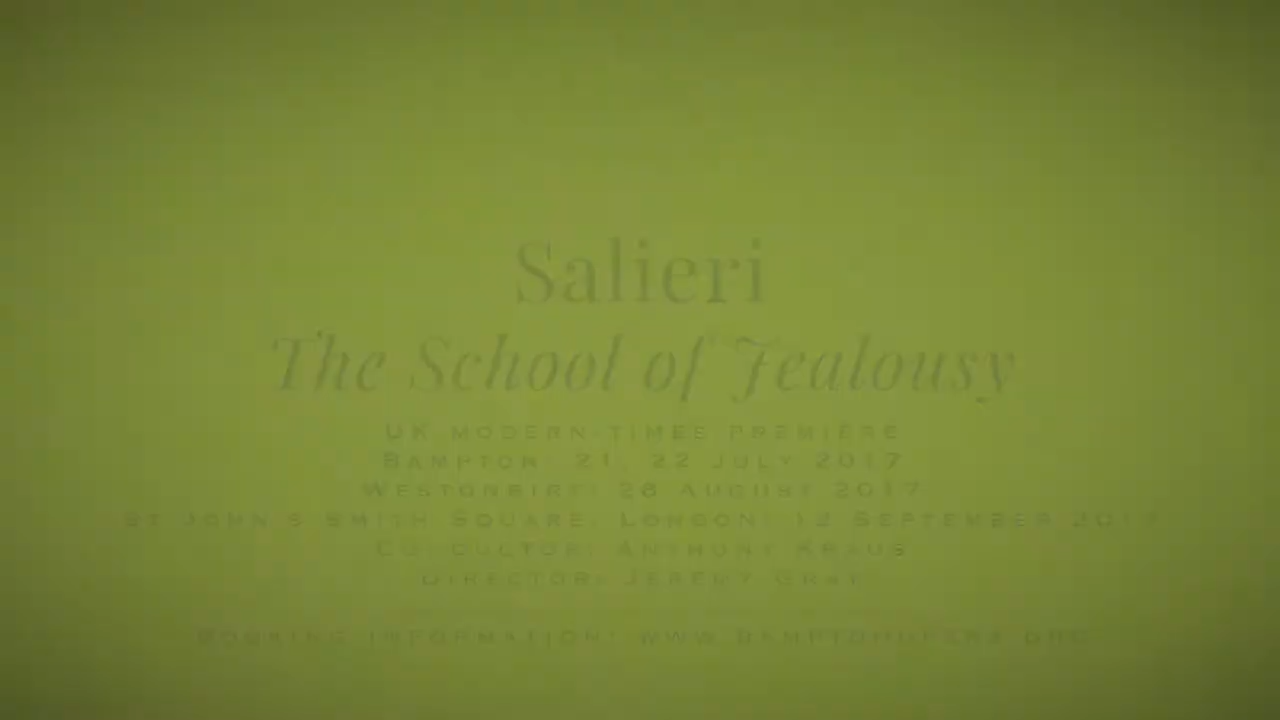 Salieri
The School of Jealousy
UK MODERN-TIMES PREMIÈRE
BAMPTON: 21, 22 JULY 2017
WESTONBIRT: 28 AUGUST 2017
ST JOHN'S SMITH SQUARE, LONDON: 12 SEPTEMBER 2017
CONDUCTOR: ANTHONY KRAUS
DIRECTOR: JEREMY GRAY
BOOKING INFORMATION: WWW.BAMPTONOPERA.ORG